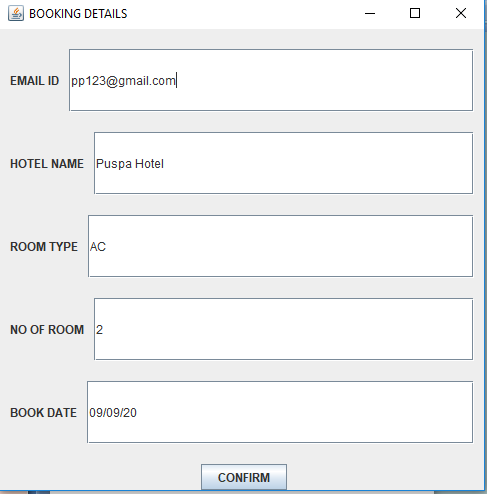 BOOKING DETAILS
EMAIL ID pp123@gmail.com
HOTEL NAME Puspa Hotel
ROOM TYPE AC
NO OF ROOM 2
BOOK DATE 09/09/20
CONFIRM